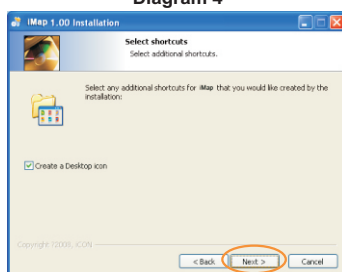 Diagram 4
iMap 1.00 Installation
Select shortcuts
Select additional shortcuts.
Select any additional shortcuts for iMap that you would like created by the
installation:
Create a Desktop icon
Copyright ?2008, iCON
< Back
Next >
Cancel